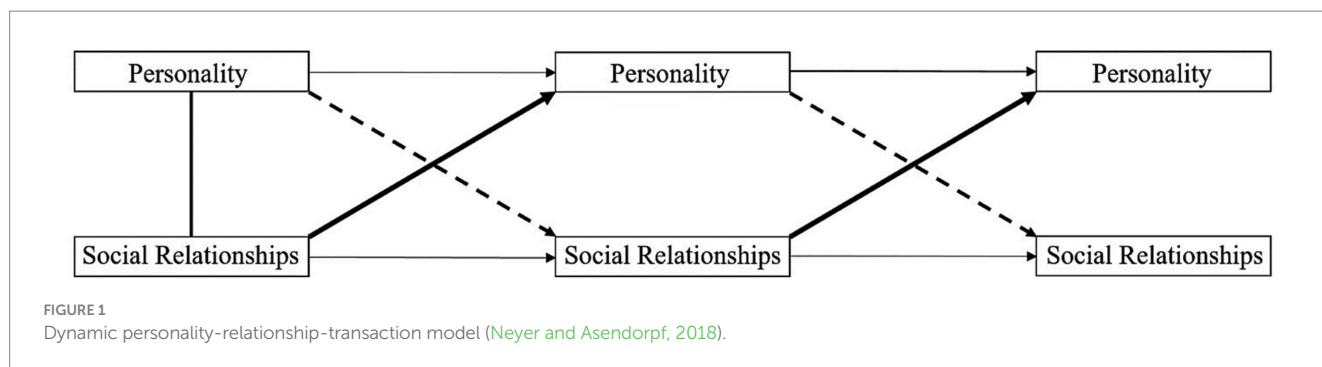 Personality Personality Personality
Social Relationships Social Relationships Social Relationships
FIGURE 1
Dynamic personality-relationship-transaction model (Neyer and Asendorpf, 2018).